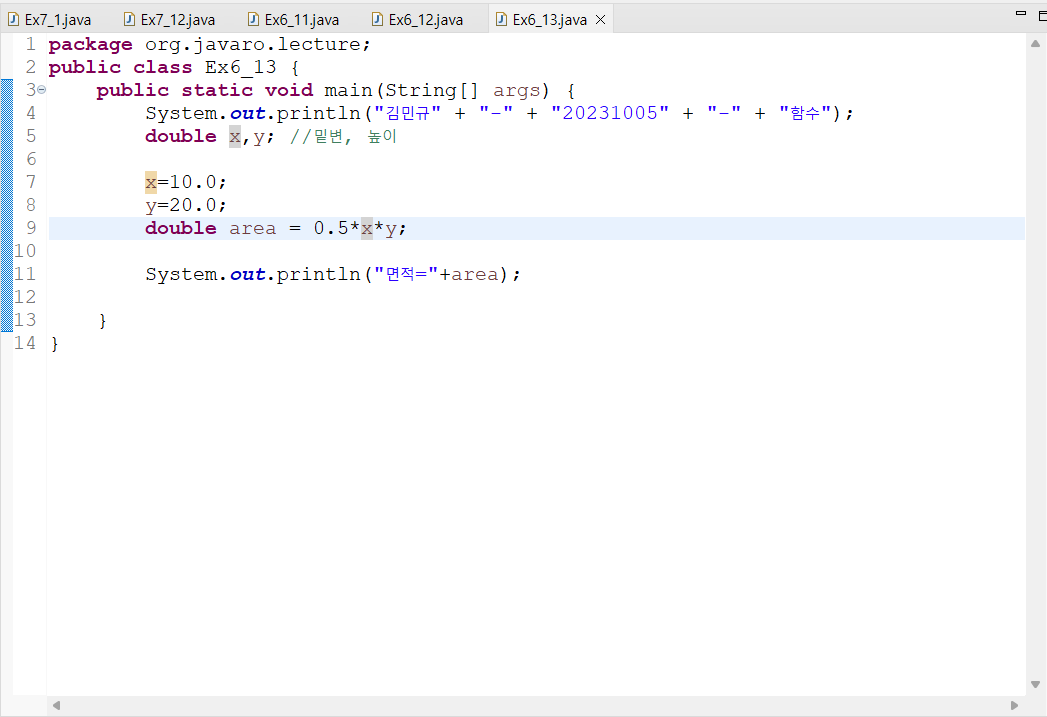 Ex7_1.java Ex7_12.java Ex6_11.java Ex6_12.java Ex6_13.java
1 package org.javaro.lecture;
2 public class Ex6_13 {
3 public static void main(String[] args) {
4 System.out.println("김민규" + "-" + "20231005" + "-" + "함수");
5 double x,y; //밑변, 높이
6
7 x=10.0;
8 y=20.0;
9 double area = 0.5*x*y;
10
11 System.out.println("면적="+area);
12
13 }
14 }